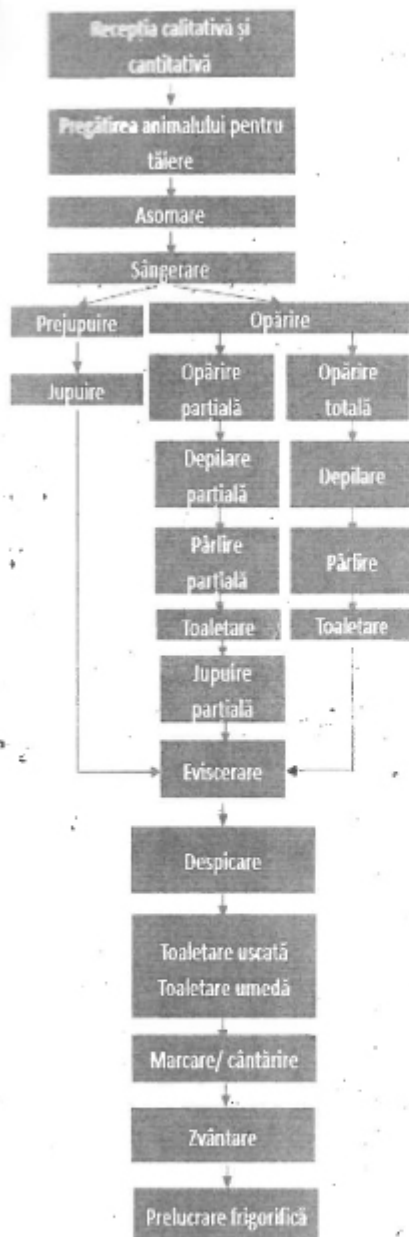 Recepția calitativă și
cantitativă
Pregătirea animalului pentru
tăiere
Asomare
Sângerare
Prejupuire
Opărire
Jupuire
Opărire
parțială
Opărire
totală
Depilare
parțială
Depilare
Pârlire
parțială
Pârlire
Toaletare
Toaletare
Jupuire
parțială
Eviscerare
Despicare
Toaletare uscată
Toaletare umedă
Marcare/ cântărire
Zvântare
Prelucrare frigorifică